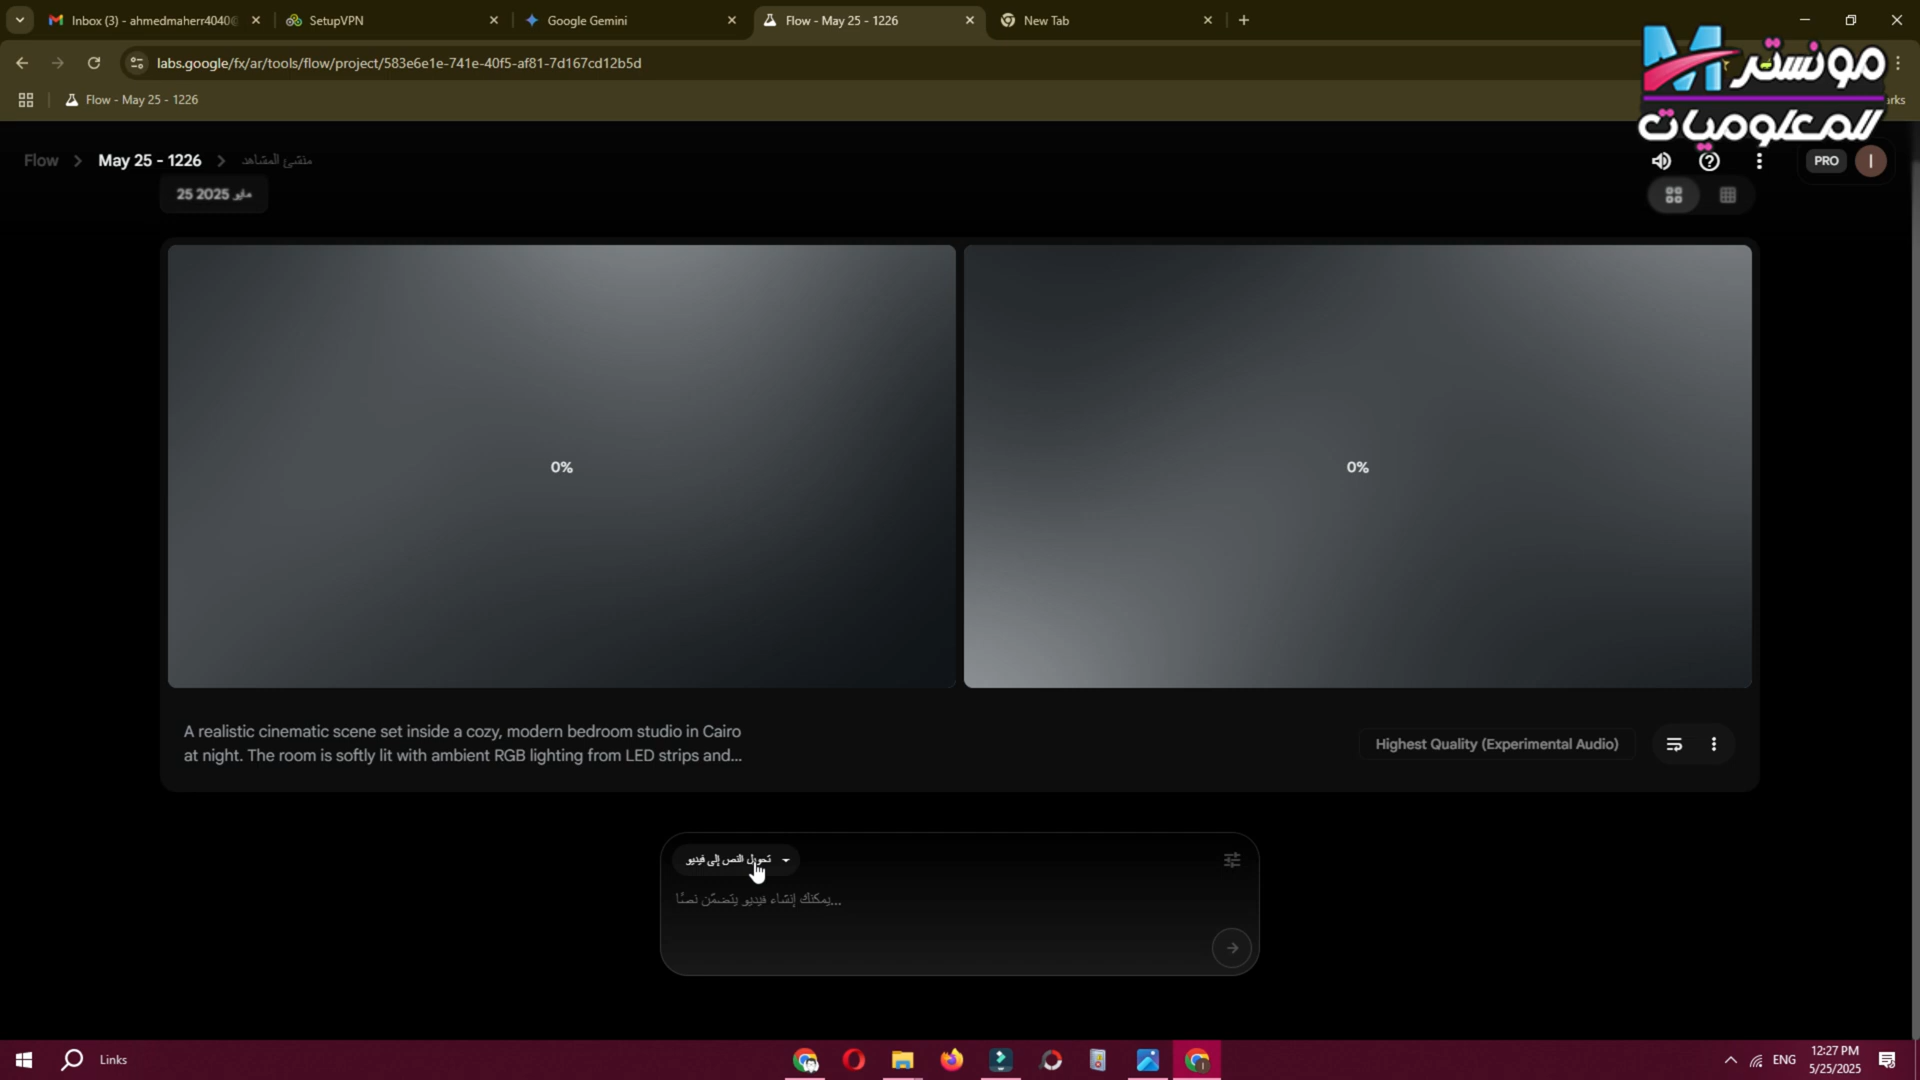 Inbox (3) - ahmedmaherr4040@
SetupVPN
Google Gemini
Flow - May 25 - 1226
New Tab
labs.google/fx/ar/tools/flow/project/583e6e1e-741e-40f5-af81-7d167cd12b5d
Flow - May 25 - 1226
مونستر
للمعلوميات
Flow
May 25 - 1226
منشئ المشاهد
PRO
I
25 مايو 2025
0%
0%
A realistic cinematic scene set inside a cozy, modern bedroom studio in Cairo
at night. The room is softly lit with ambient RGB lighting from LED strips and...
Highest Quality (Experimental Audio)
تحويل النص إلى فيديو
يمكنك إنشاء فيديو يتضمّن نصًا...
Links
ENG
12:27 PM
5/25/2025